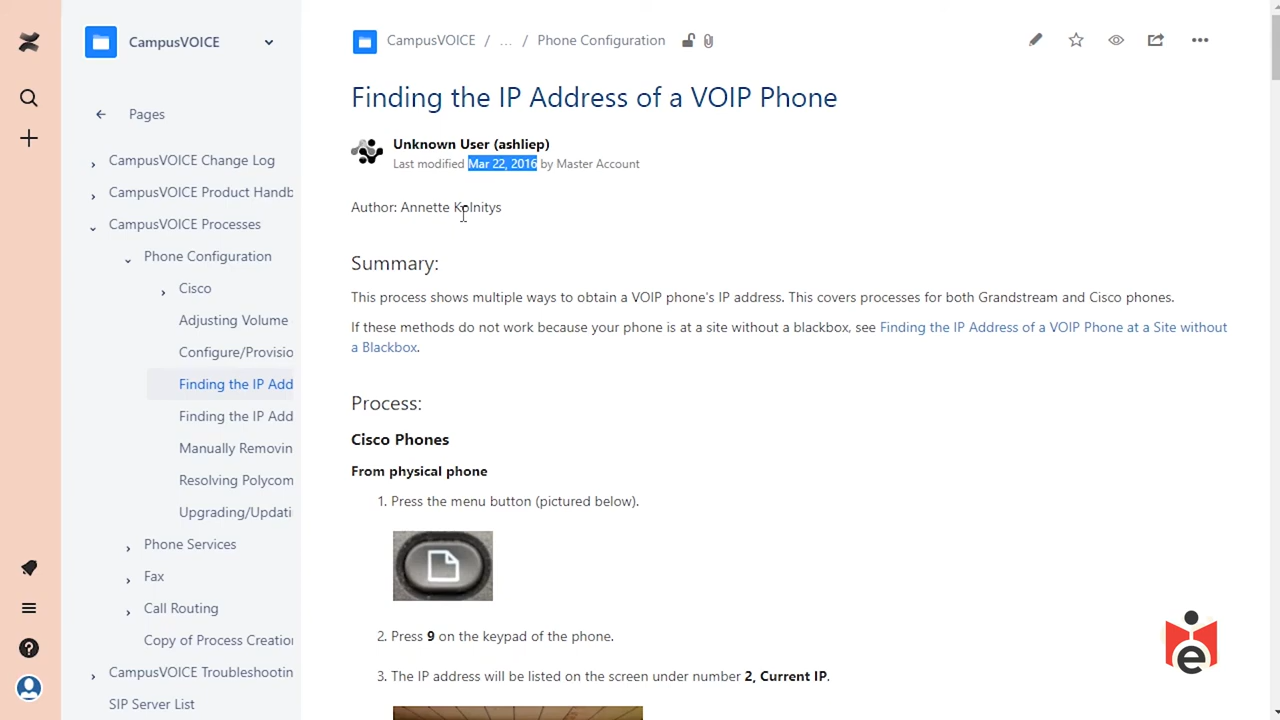 CampusVOICE
Pages
CampusVOICE Change Log
CampusVOICE Product Handb
CampusVOICE Processes
Phone Configuration
Cisco
Adjusting Volume
Configure/Provisio
Finding the IP Add
Finding the IP Add
Manually Removin
Resolving Polycom
Upgrading/Updati
Phone Services
Fax
Call Routing
Copy of Process Creation
CampusVOICE Troubleshootin
SIP Server List
CampusVOICE / ... / Phone Configuration
Finding the IP Address of a VOIP Phone
Unknown User (ashliep)
Last modified Mar 22, 2016 by Master Account
Author: Annette Kolnitys
Summary:
This process shows multiple ways to obtain a VOIP phone's IP address. This covers processes for both Grandstream and Cisco phones.
If these methods do not work because your phone is at a site without a blackbox, see Finding the IP Address of a VOIP Phone at a Site without
a Blackbox.
Process:
Cisco Phones
From physical phone
1. Press the menu button (pictured below).
2. Press 9 on the keypad of the phone.
3. The IP address will be listed on the screen under number 2, Current IP.
e